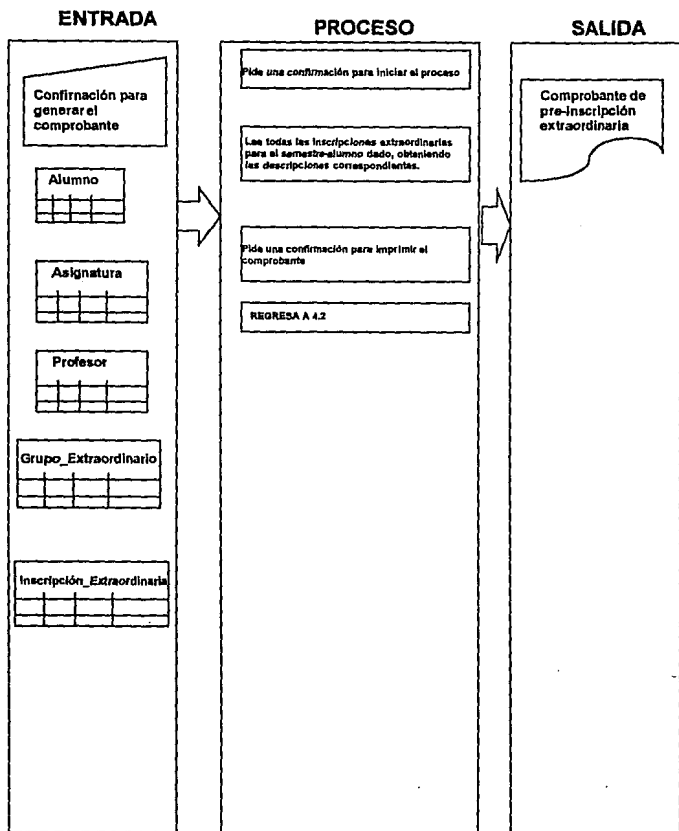 ENTRADA
PROCESO
SALIDA
Confirnación para
generar el
comprobante
Alumno
Asignatura
Profesor
Grupo_Extraordinario
Inscripción_Extraordinaria
Pide una confirmación para iniciar el proceso
Lee todas las inscripciones extraordinarias
para el semestre-alumno dado, obteniendo
las descripciones correspondientes.
Pide una confirmación para imprimir el
comprobante
REGRESA A 4.2
Comprobante de
pre-inscripción
extraordinaria